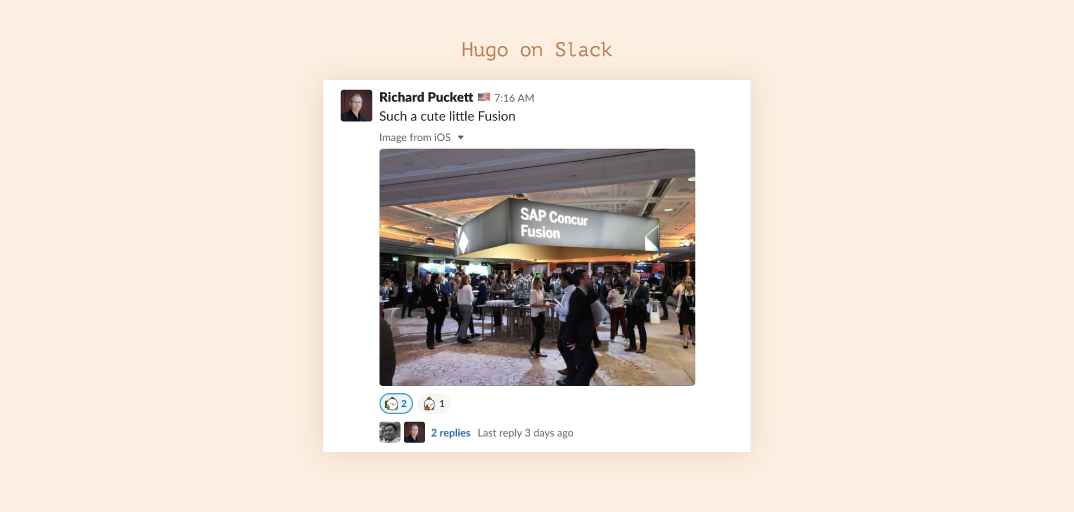 Hugo on Slack
Richard Puckett 7:16 AM
Such a cute little Fusion
Image from iOS
SAP Concur
Fusion
2 1
2 replies Last reply 3 days ago